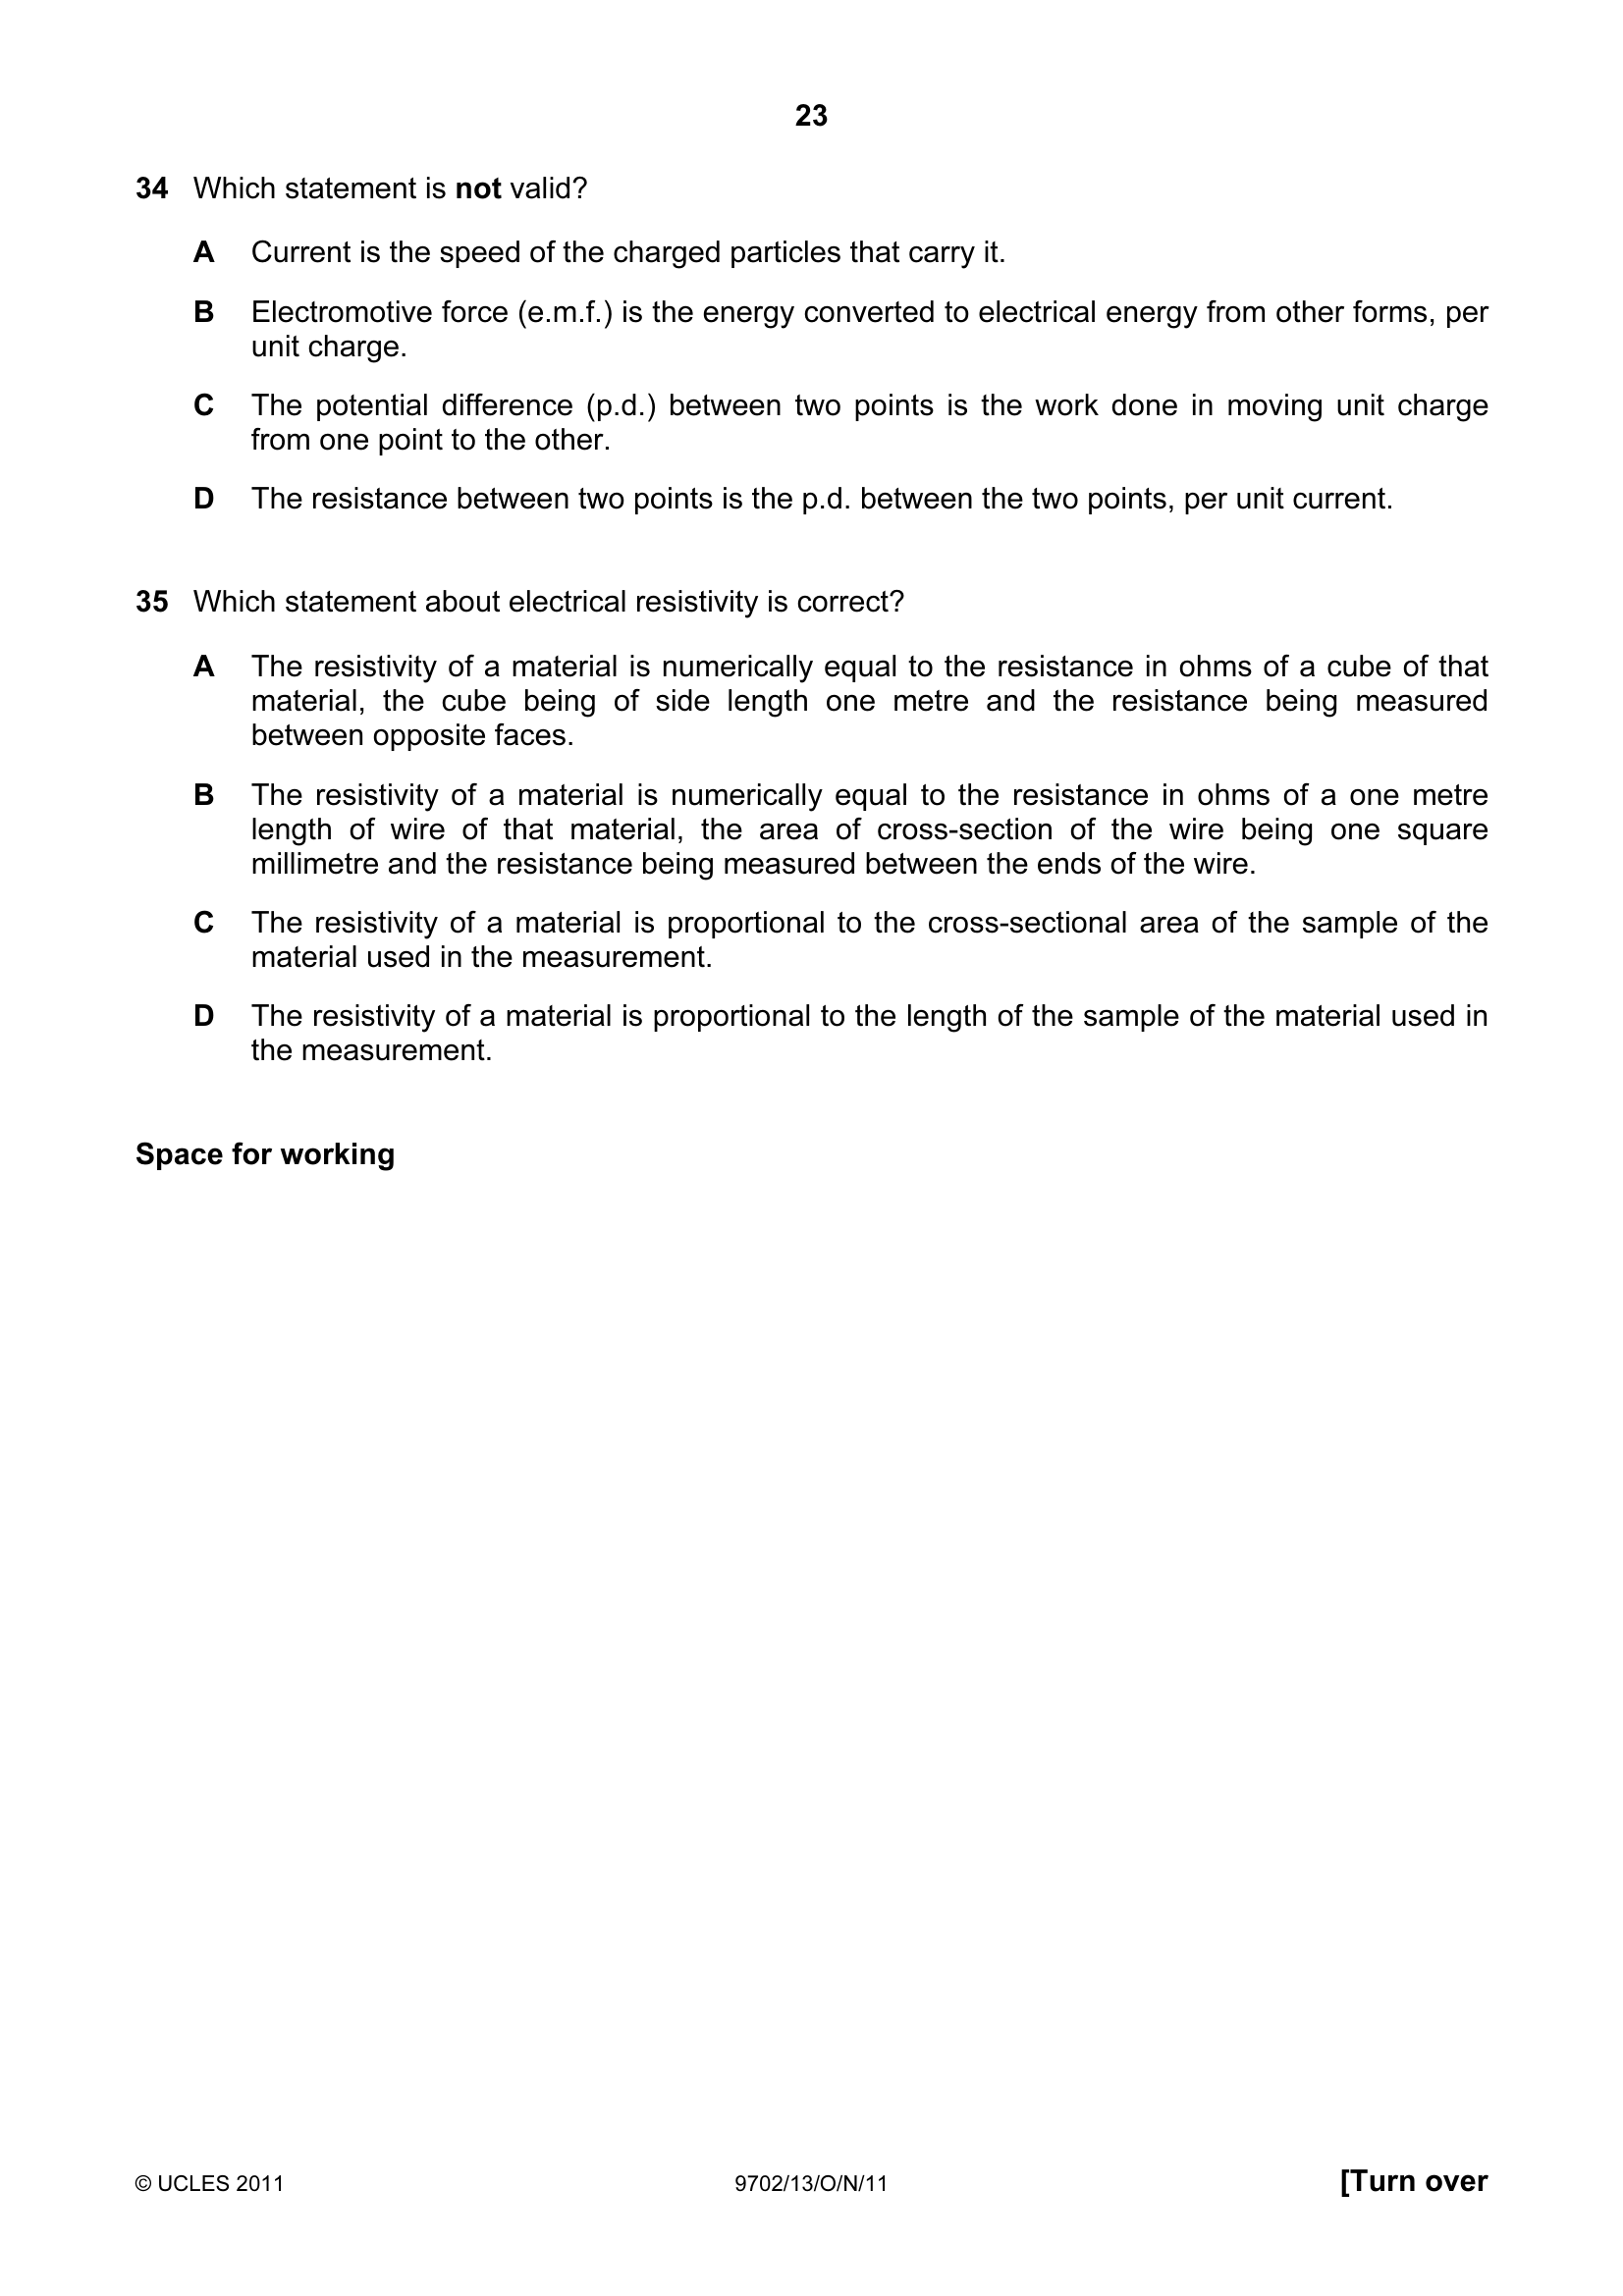 23
34 Which statement is not valid?
A Current is the speed of the charged particles that carry it.
B Electromotive force (e.m.f.) is the energy converted to electrical energy from other forms, per
unit charge.
C The potential difference (p.d.) between two points is the work done in moving unit charge
from one point to the other.
D The resistance between two points is the p.d. between the two points, per unit current.
35 Which statement about electrical resistivity is correct?
A The resistivity of a material is numerically equal to the resistance in ohms of a cube of that
material, the cube being of side length one metre and the resistance being measured
between opposite faces.
B The resistivity of a material is numerically equal to the resistance in ohms of a one metre
length of wire of that material, the area of cross-section of the wire being one square
millimetre and the resistance being measured between the ends of the wire.
C The resistivity of a material is proportional to the cross-sectional area of the sample of the
material used in the measurement.
D The resistivity of a material is proportional to the length of the sample of the material used in
the measurement.
Space for working
© UCLES 2011 9702/13/O/N/11 [Turn over